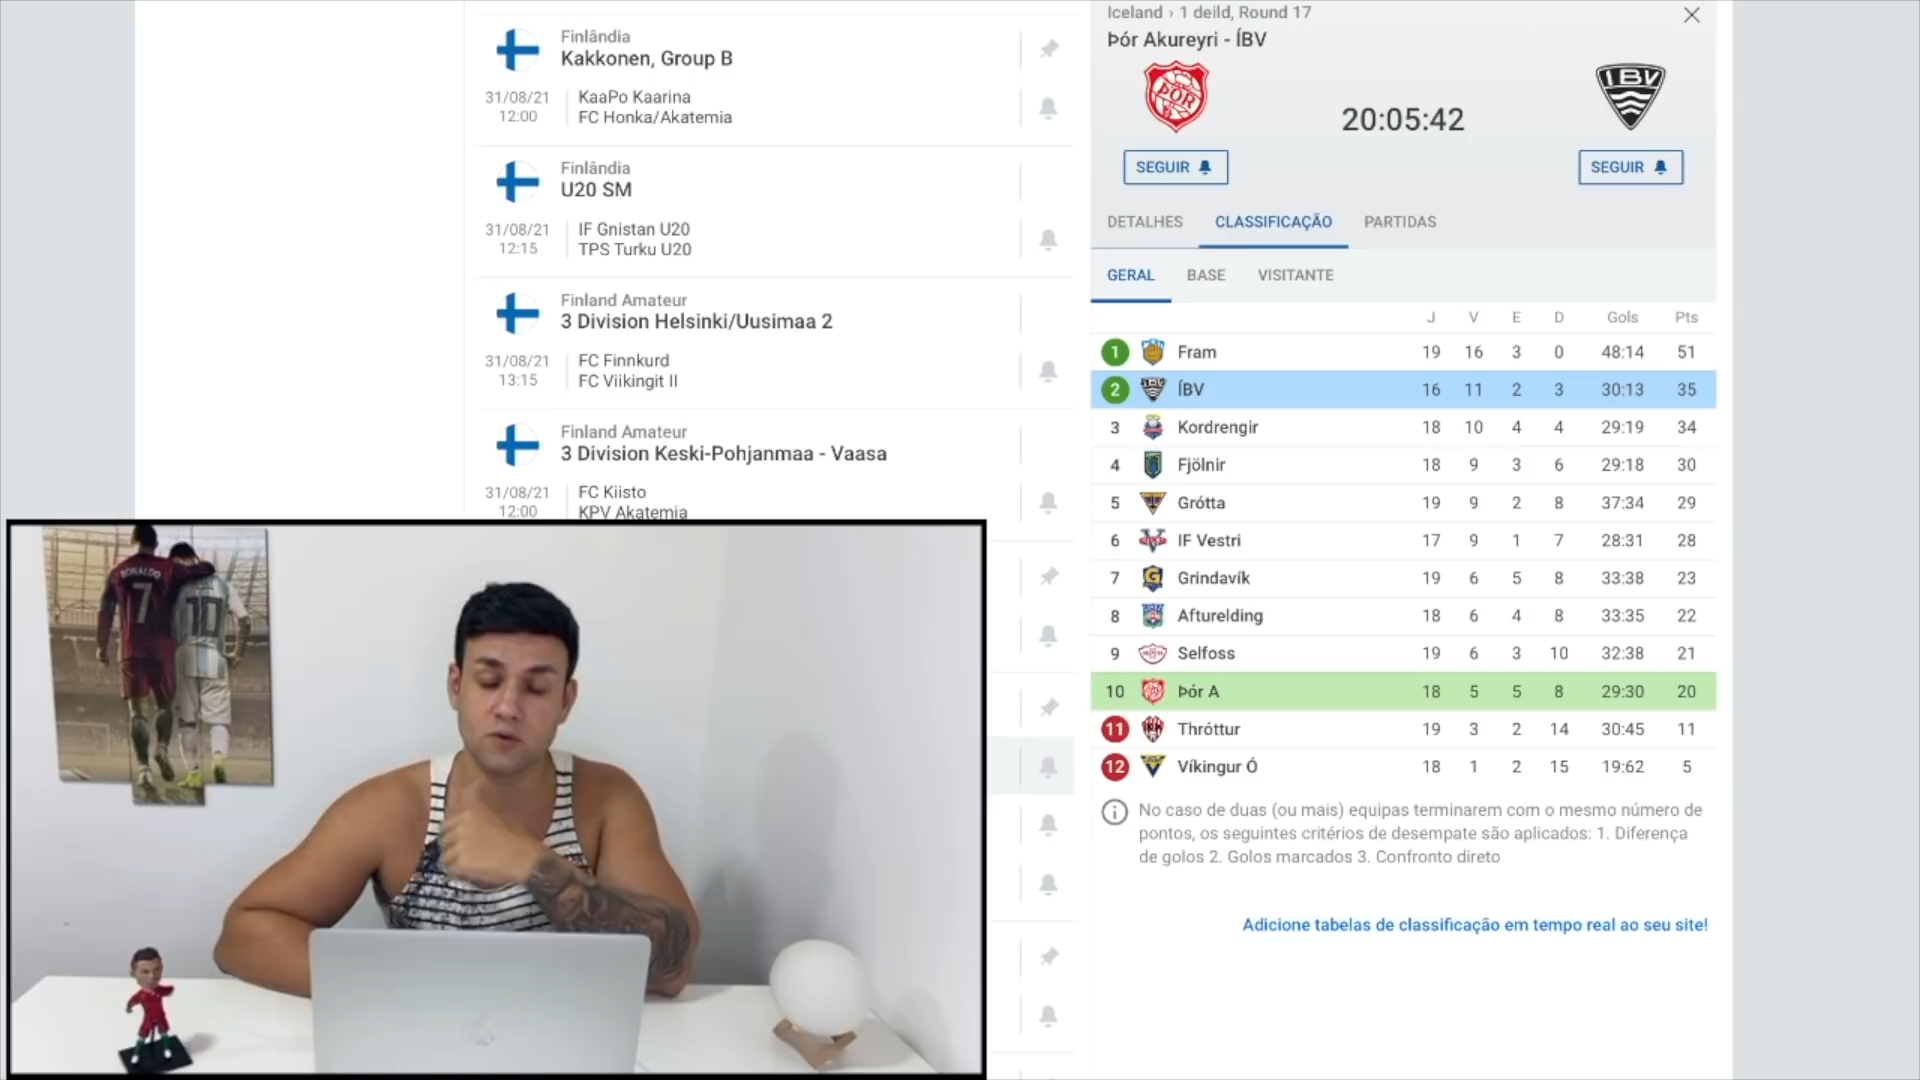 Finlândia
Kakkonen, Group B
31/08/21
12:00
KaaPo Kaarina
FC Honka/Akatemia
Finlândia
U20 SM
31/08/21
12:15
IF Gnistan U20
TPS Turku U20
Finland Amateur
3 Division Helsinki/Uusimaa 2
31/08/21
13:15
FC Finnkurd
FC Viikingit II
Finland Amateur
3 Division Keski-Pohjanmaa - Vaasa
31/08/21
12:00
FC Kiisto
KPV Akatemia
RONALDO
7
10
Iceland › 1 deild, Round 17
Þór Akureyri - ÍBV
ÞÓR
IBV
20:05:42
SEGUIR
SEGUIR
DETALHES CLASSIFICAÇÃO PARTIDAS
GERAL BASE VISITANTE
J V E D Gols Pts
1 Fram 19 16 3 0 48:14 51
2 ÍBV 16 11 2 3 30:13 35
3 Kordrengir 18 10 4 4 29:19 34
4 Fjölnir 18 9 3 6 29:18 30
5 Grótta 19 9 2 8 37:34 29
6 IF Vestri 17 9 1 7 28:31 28
7 Grindavík 19 6 5 8 33:38 23
8 Afturelding 18 6 4 8 33:35 22
9 Selfoss 19 6 3 10 32:38 21
10 Þór A 18 5 5 8 29:30 20
11 Thróttur 19 3 2 14 30:45 11
12 Víkingur Ó 18 1 2 15 19:62 5
No caso de duas (ou mais) equipas terminarem com o mesmo número de
pontos, os seguintes critérios de desempate são aplicados: 1. Diferença
de golos 2. Golos marcados 3. Confronto direto
Adicione tabelas de classificação em tempo real ao seu site!